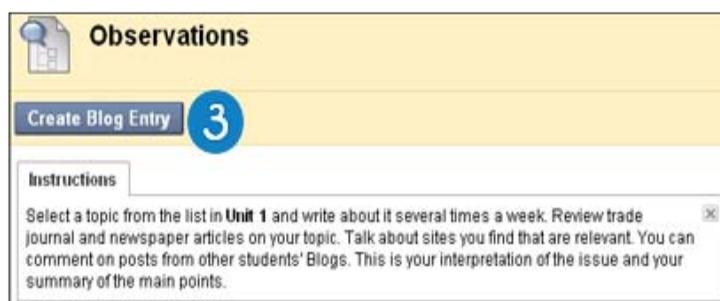 Observations
Create Blog Entry 3
Instructions
Select a topic from the list in Unit 1 and write about it several times a week. Review trade
journal and newspaper articles on your topic. Talk about sites you find that are relevant. You can
comment on posts from other students' Blogs. This is your interpretation of the issue and your
summary of the main points.